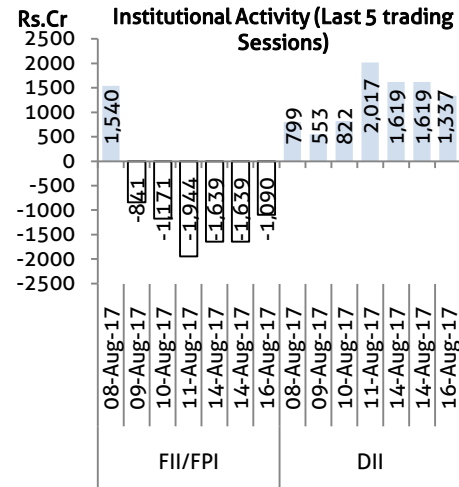 Rs.Cr
Institutional Activity (Last 5 trading
Sessions)
2500
2000
1500
1000
500
0
-500
-1000
-1500
-2000
-2500
1,540
-841
-1,171
-1,944
-1,639
-1,639
-1,090
799
553
822
2,017
1,619
1,619
1,337
08-Aug-17
09-Aug-17
10-Aug-17
11-Aug-17
14-Aug-17
14-Aug-17
16-Aug-17
08-Aug-17
09-Aug-17
10-Aug-17
11-Aug-17
14-Aug-17
14-Aug-17
16-Aug-17
FII/FPI
DII